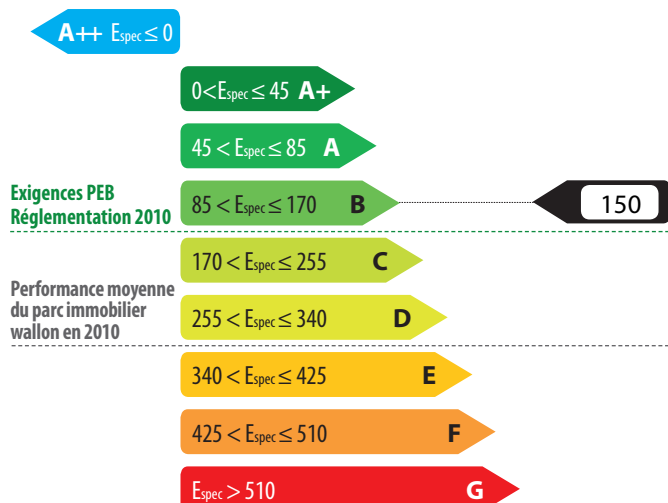 A++ Espec ≤ 0
0<Espec ≤ 45 A+
45 < Espec ≤ 85 A
Exigences PEB
Réglementation 2010
85 < Espec ≤ 170 B
150
170 < Espec ≤ 255 C
Performance moyenne
du parc immobilier
wallon en 2010
255 < Espec ≤ 340 D
340 < Espec ≤ 425 E
425 < Espec ≤ 510 F
Espec > 510 G